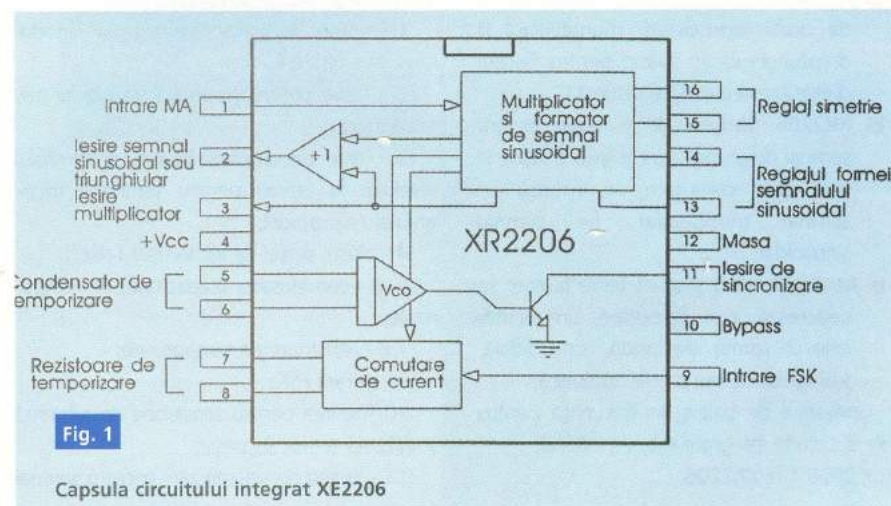 Intrare MA
1
Iesire semnal
sinusoidal sau
triunghiular
2
Iesire
multiplicator
3
+Vcc
4
Condensator de
temporizare
5
6
Rezistoare de
temporizare
7
8
+1
Multiplicator
si formator
de semnal
sinusoidal
XR2206
Vco
Comutare
de curent
16
15
Reglaj simetrie
14
13
Reglajul formei
semnalului
sinusoidal
12
Masa
11
Iesire de
sincronizare
10
Bypass
9
Intrare FSK
Fig. 1
Capsula circuitului integrat XE2206